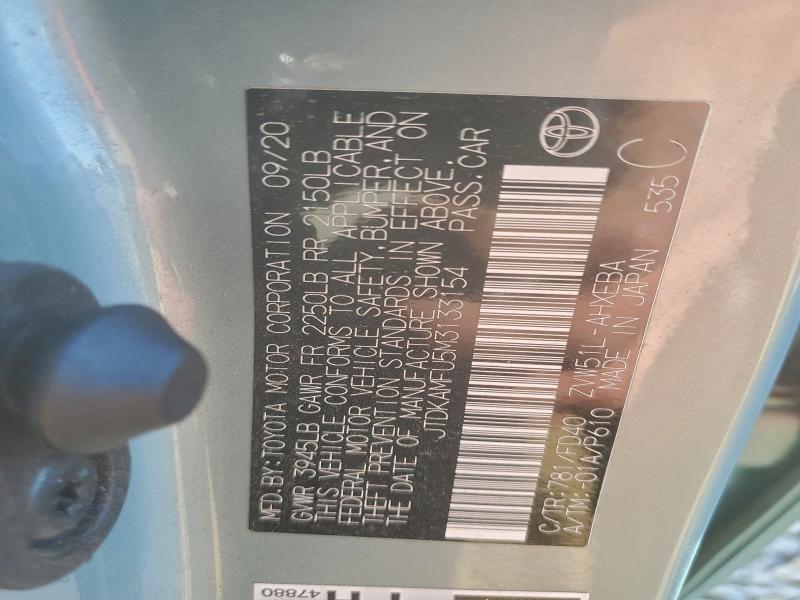 MFD. BY: TOYOTA MOTOR CORPORATION 09/20
GVWR 3945LB GAWR FR 2250LB RR 2150LB
THIS VEHICLE CONFORMS TO ALL APPLICABLE
FEDERAL MOTOR VEHICLE SAFETY, BUMPER, AND
THEFT PREVENTION STANDARDS IN EFFECT ON
THE DATE OF MANUFACTURE SHOWN ABOVE.
JTDKAMFU5M3133154 PASS. CAR
C/TR: 781/FD40 ZVW51L-AHXEBA
A/TM: -01A/P610 MADE IN JAPAN 535 C
47880